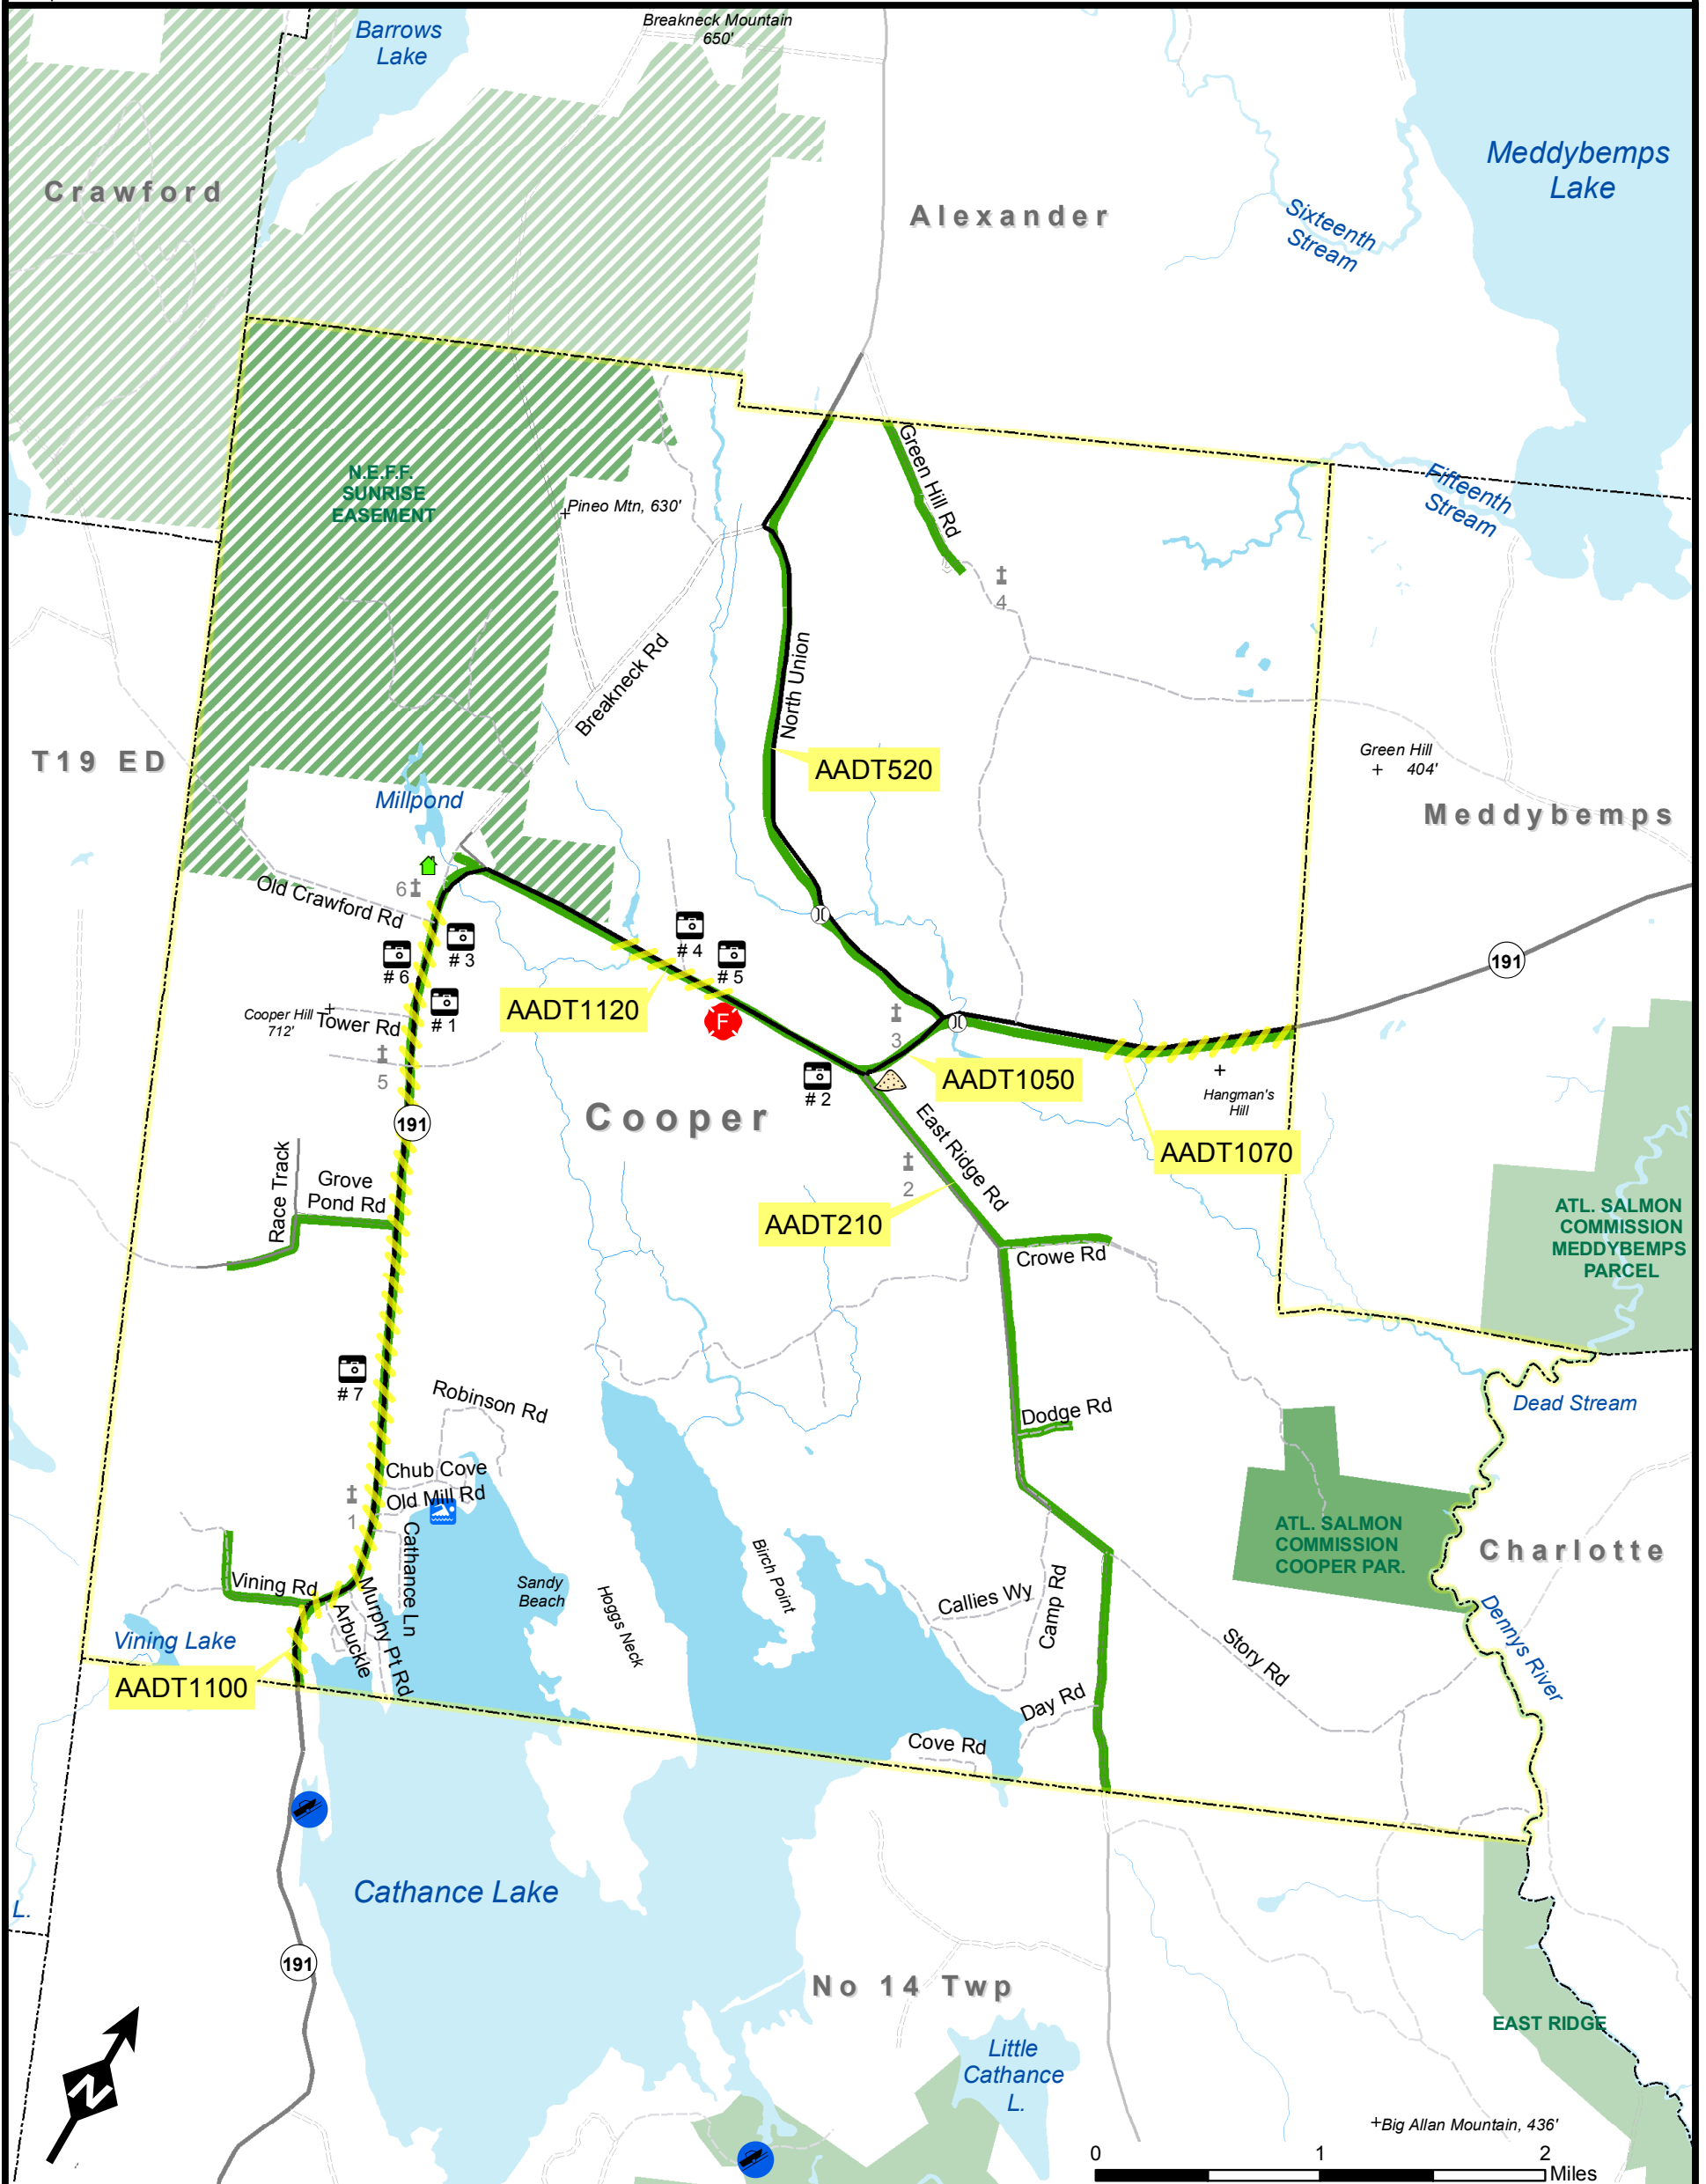 Breakneck Mountain
650'
Barrows
Lake
Meddybemps
Lake
Crawford
Alexander
Sixteenth
Stream
N.E.F.F.
SUNRISE
EASEMENT
Pineo Mtn, 630'
Green Hill Rd
Fifteenth
Stream
4
Breakneck Rd
North Union
T19 ED
AADT520
Green Hill
404'
Millpond
Meddybemps
6
Old Crawford Rd
# 3
# 6
# 4
# 5
191
AADT1120
F
Cooper Hill
712'
Tower Rd
# 1
3
5
AADT1050
# 2
Hangman's
Hill
Cooper
191
East Ridge Rd
AADT1070
Race Track
Grove
Pond Rd
2
AADT210
ATL. SALMON
COMMISSION
MEDDYBEMPS
PARCEL
Crowe Rd
# 7
Robinson Rd
Dodge Rd
Dead Stream
Chub Cove
Old Mill Rd
1
Cathance Ln
ATL. SALMON
COMMISSION
COOPER PAR.
Charlotte
Vining Rd
Sandy
Beach
Hoggs Neck
Birch Point
Callies Wy
Camp Rd
Arbuckle
Murphy Pt Rd
Vining Lake
Dennys River
Story Rd
AADT1100
Day Rd
Cove Rd
Cathance Lake
L.
191
No 14 Twp
EAST RIDGE
Little
Cathance
L.
N
Big Allan Mountain, 436'
0 1 2
Miles